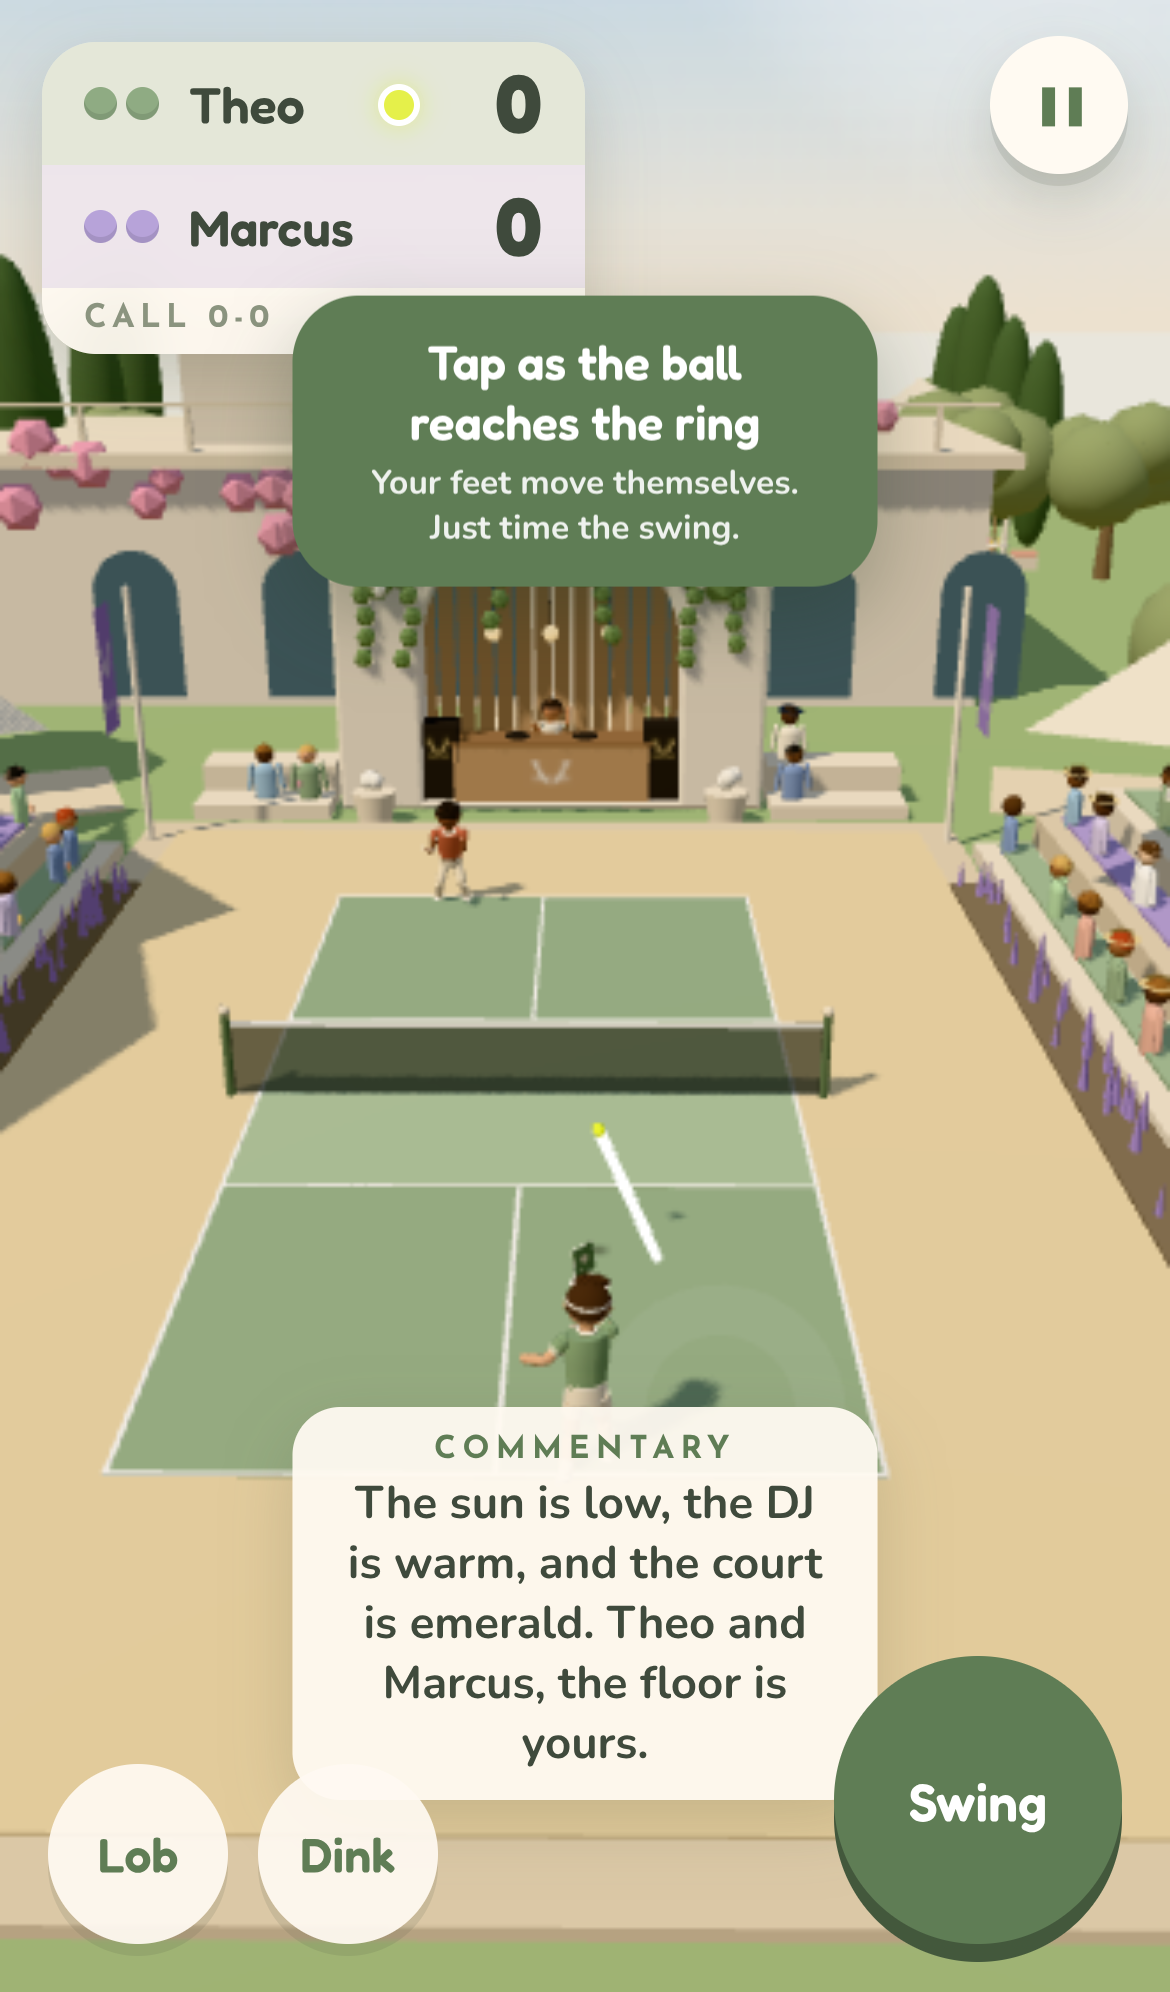 Theo 0
Marcus 0
CALL 0-0
Tap as the ball
reaches the ring
Your feet move themselves.
Just time the swing.
COMMENTARY
The sun is low, the DJ
is warm, and the court
is emerald. Theo and
Marcus, the floor is
yours.
Lob
Dink
Swing